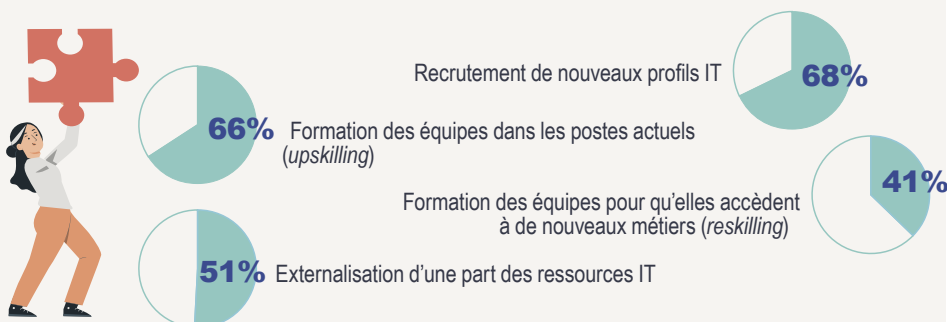 Recrutement de nouveaux profils IT
68%
66%
Formation des équipes dans les postes actuels
(upskilling)
41%
Formation des équipes pour qu'elles accèdent
à de nouveaux métiers (reskilling)
51%
Externalisation d'une part des ressources IT